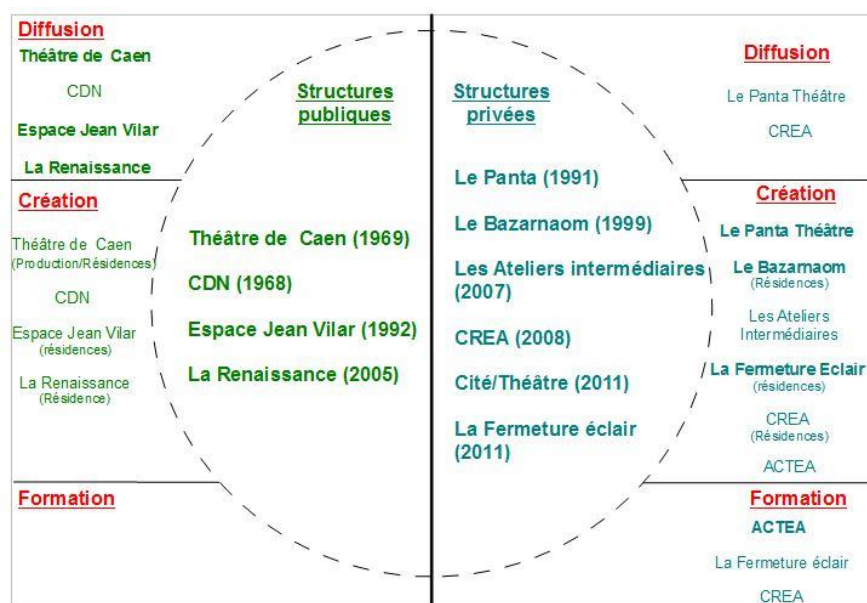 Diffusion
Théâtre de Caen
CDN
Espace Jean Vilar
La Renaissance
Création
Théâtre de Caen
(Production/Résidences)
CDN
Espace Jean Vilar
(résidences)
La Renaissance
(Résidence)
Formation
Structures
publiques
Théâtre de Caen (1969)
CDN (1968)
Espace Jean Vilar (1992)
La Renaissance (2005)
Structures
privées
Le Panta (1991)
Le Bazarnaom (1999)
Les Ateliers intermédiaires
(2007)
CREA (2008)
Cité/Théâtre (2011)
La Fermeture éclair
(2011)
Diffusion
Le Panta Théâtre
CREA
Création
Le Panta Théâtre
Le Bazarnaom
(Résidences)
Les Ateliers
Intermédiaires
La Fermeture Eclair
(résidences)
CREA
(Résidences)
ACTEA
Formation
ACTEA
La Fermeture éclair
CREA